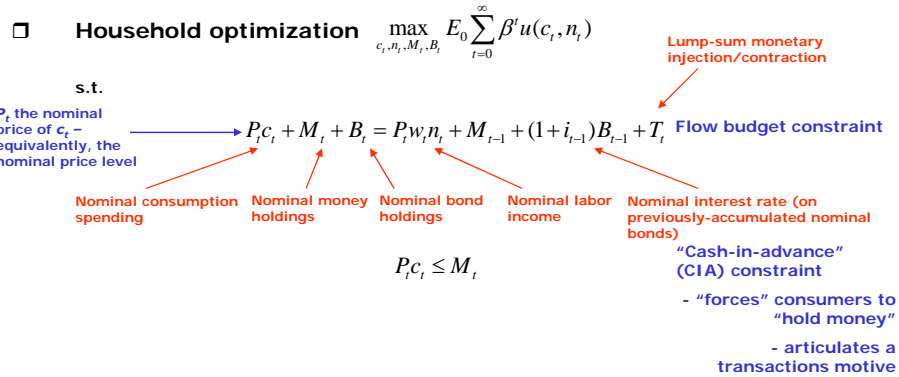 ❒ Household optimization $\max_{c_t, n_t, M_t, B_t} E_0 \sum_{t=0}^{\infty} \beta^t u(c_t, n_t)$
Lump-sum monetary
injection/contraction
s.t.
P_t the nominal
price of c_t –
equivalently, the
nominal price level
$P_t c_t + M_t + B_t = P_t w_t n_t + M_{t-1} + (1 + i_{t-1}) B_{t-1} + T_t$ Flow budget constraint
Nominal consumption
spending
Nominal money
holdings
Nominal bond
holdings
Nominal labor
income
Nominal interest rate (on
previously-accumulated nominal
bonds)
$P_t c_t \leq M_t$
“Cash-in-advance”
(CIA) constraint
- “forces” consumers to
“hold money”
- articulates a
transactions motive